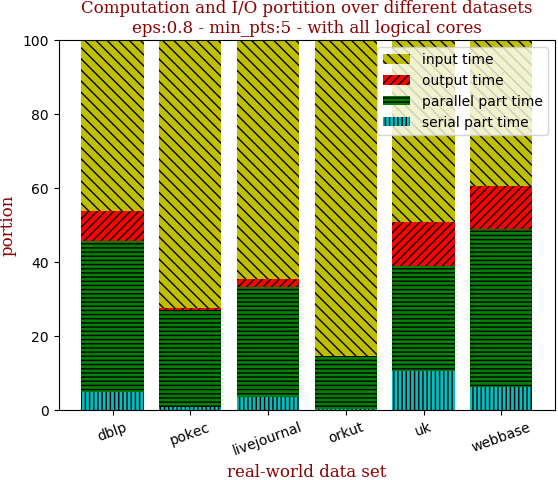 Computation and I/O portition over different datasets
eps:0.8 - min_pts:5 - with all logical cores
input time
output time
parallel part time
serial part time
portion
100
80
60
40
20
0
dblp
pokec
livejournal
orkut
uk
webbase
real-world data set